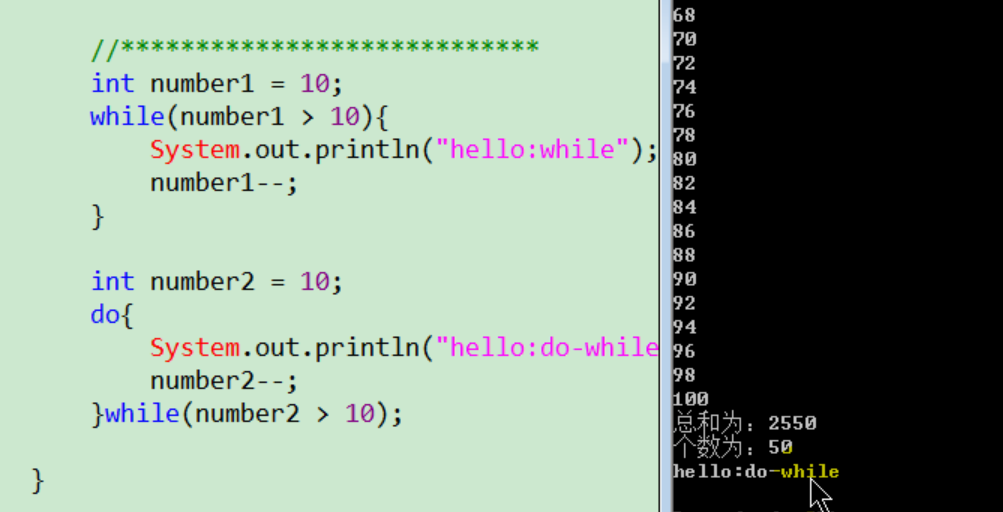 //****************************
int number1 = 10;
while(number1 > 10){
System.out.println("hello:while");
number1--;
}
int number2 = 10;
do{
System.out.println("hello:do-while
number2--;
}while(number2 > 10);
}
68
70
72
74
76
78
80
82
84
86
88
90
92
94
96
98
100
总和为：2550
个数为：50
hello:do-while